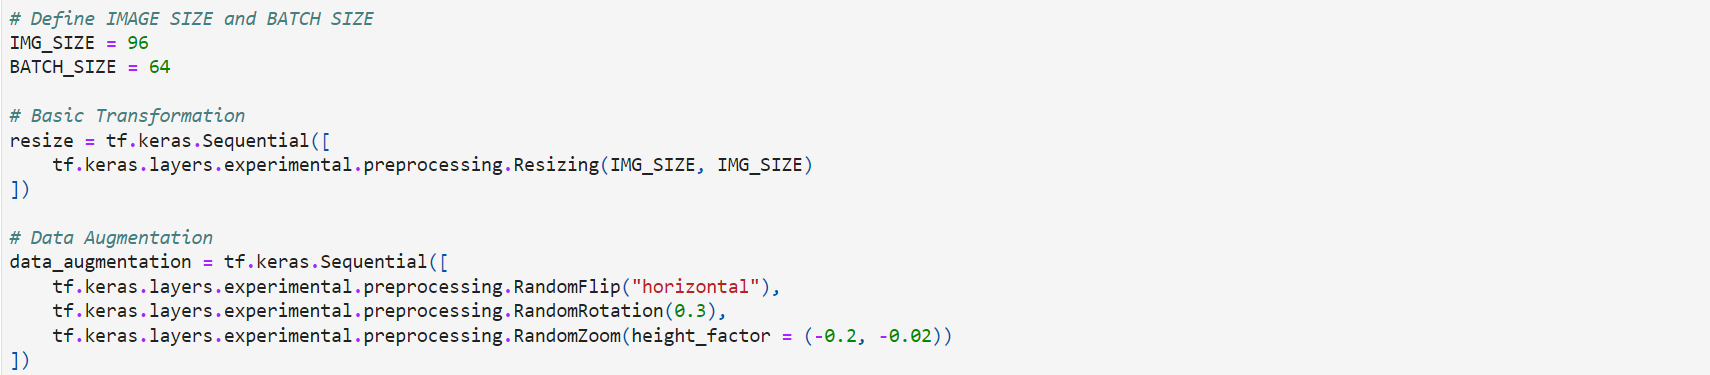 # Define IMAGE SIZE and BATCH SIZE
IMG_SIZE = 96
BATCH_SIZE = 64
# Basic Transformation
resize = tf.keras.Sequential([
    tf.keras.layers.experimental.preprocessing.Resizing(IMG_SIZE, IMG_SIZE)
])
# Data Augmentation
data_augmentation = tf.keras.Sequential([
    tf.keras.layers.experimental.preprocessing.RandomFlip("horizontal"),
    tf.keras.layers.experimental.preprocessing.RandomRotation(0.3),
    tf.keras.layers.experimental.preprocessing.RandomZoom(height_factor = (-0.2, -0.02))
])